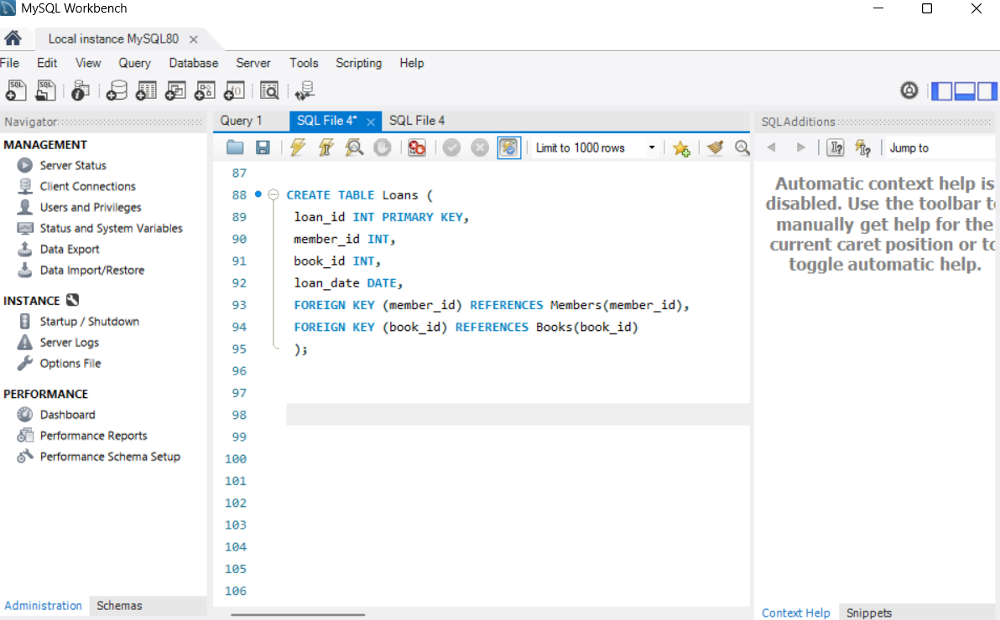 MySQL Workbench
Local instance MySQL80
File Edit View Query Database Server Tools Scripting Help
Navigator
MANAGEMENT
Server Status
Client Connections
Users and Privileges
Status and System Variables
Data Export
Data Import/Restore
INSTANCE
Startup / Shutdown
Server Logs
Options File
PERFORMANCE
Dashboard
Performance Reports
Performance Schema Setup
Administration Schemas
Query 1 SQL File 4* SQL File 4
Limit to 1000 rows
87
88 CREATE TABLE Loans (
89 loan_id INT PRIMARY KEY,
90 member_id INT,
91 book_id INT,
92 loan_date DATE,
93 FOREIGN KEY (member_id) REFERENCES Members(member_id),
94 FOREIGN KEY (book_id) REFERENCES Books(book_id)
95 );
96
97
98
99
100
101
102
103
104
105
106
SQLAdditions
Jump to
Automatic context help is
disabled. Use the toolbar t
manually get help for the
current caret position or to
toggle automatic help.
Context Help Snippets